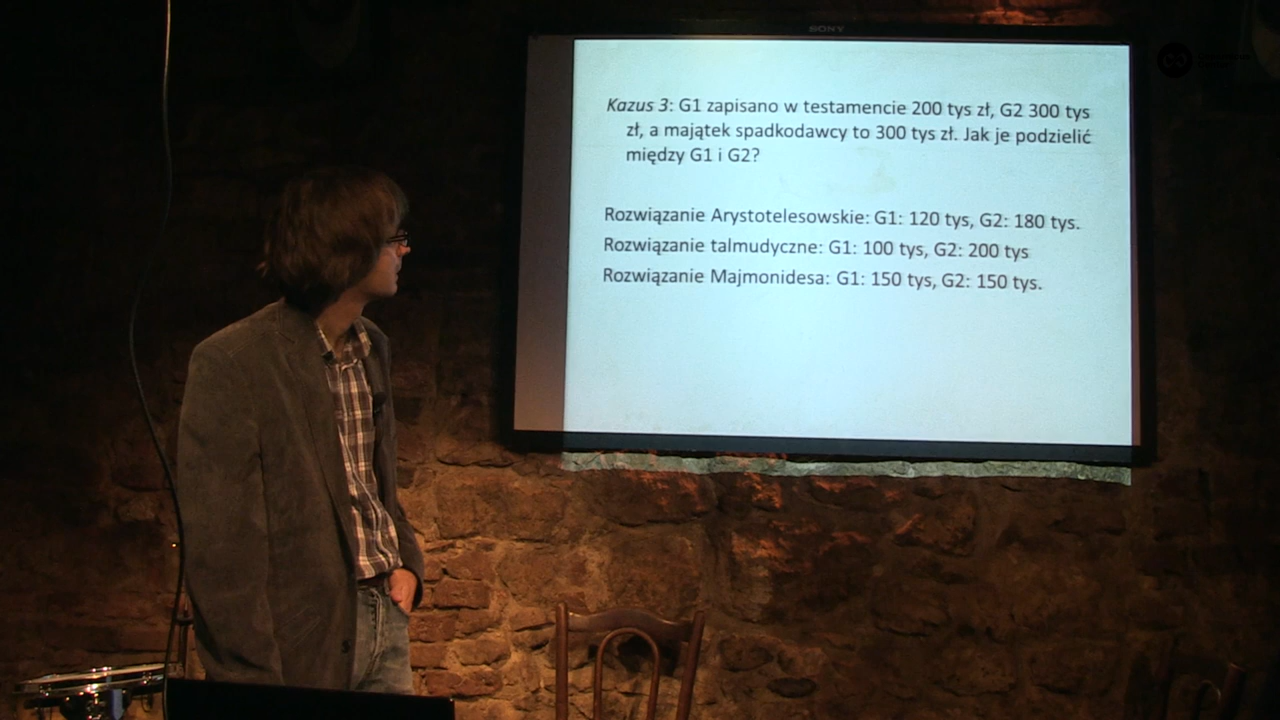 SONY
Kazus 3: G1 zapisano w testamencie 200 tys zł, G2 300 tys
zł, a majątek spadkodawcy to 300 tys zł. Jak je podzielić
między G1 i G2?
Rozwiązanie Arystotelesowskie: G1: 120 tys, G2: 180 tys.
Rozwiązanie talmudyczne: G1: 100 tys, G2: 200 tys
Rozwiązanie Majmonidesa: G1: 150 tys, G2: 150 tys.